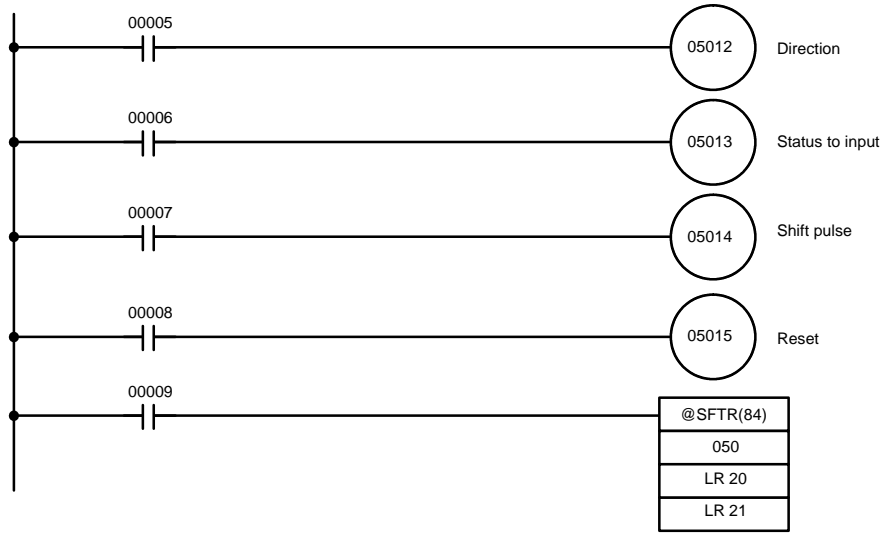 00005
05012 Direction
00006
05013 Status to input
00007
05014 Shift pulse
00008
05015 Reset
00009
@SFTR(84)
050
LR 20
LR 21